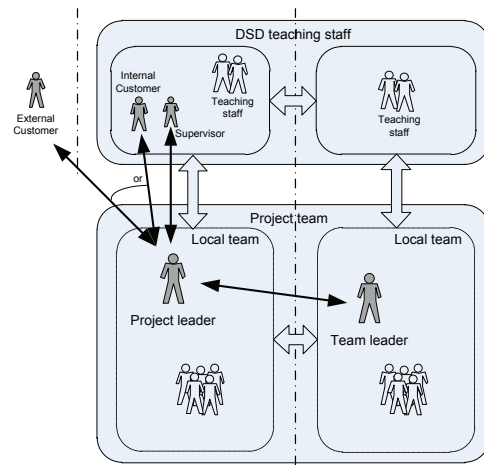 DSD teaching staff
Internal
Customer
Teaching
staff
Supervisor
Teaching
staff
External
Customer
or
Project team
Local team
Local team
Project leader
Team leader